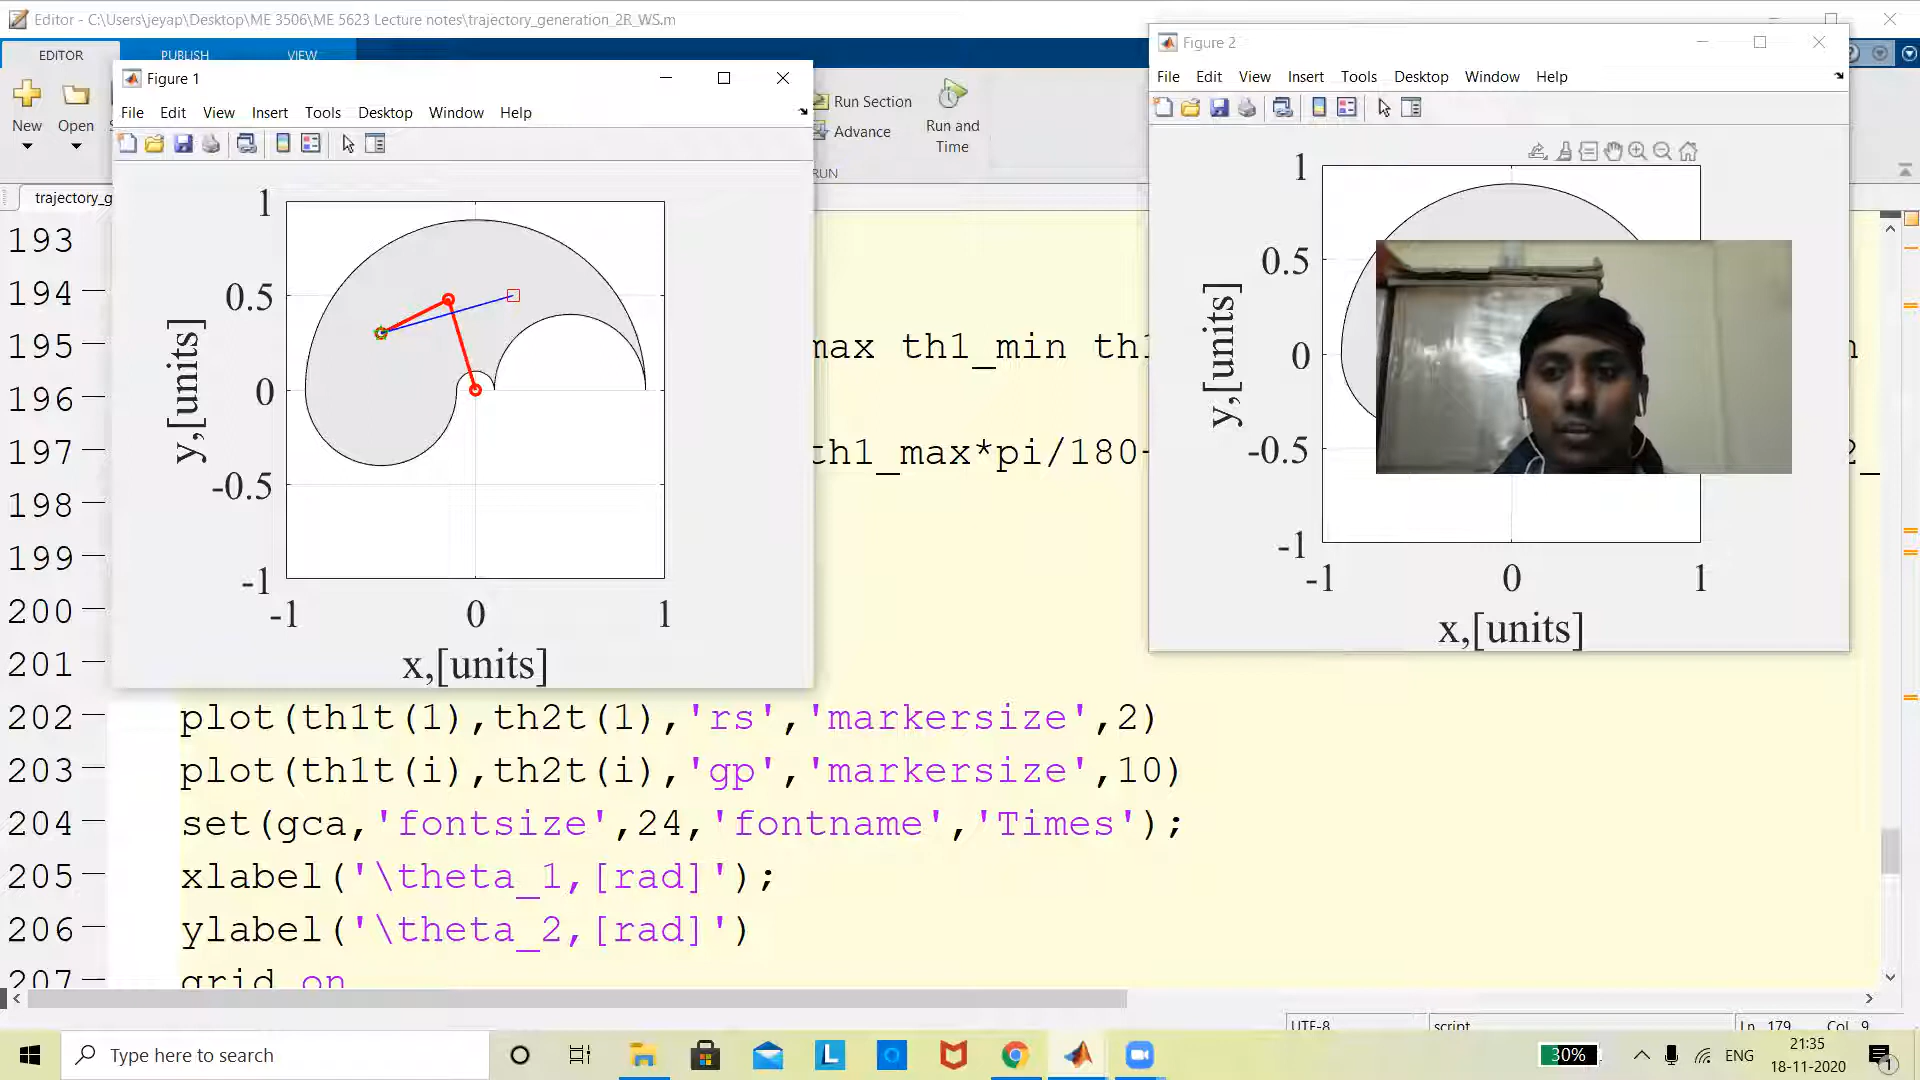 Editor - C:\Users\jeyap\Desktop\ME 3506\ME 5623 Lecture notes\trajectory_generation_2R_WS.m
EDITOR
PUBLISH
VIEW
New
Open
Run Section
Advance
Run and
Time
RUN
trajectory_g
Figure 1
File Edit View Insert Tools Desktop Window Help
1
0.5
0
-0.5
-1
-1
0
1
y,[units]
x,[units]
Figure 2
File Edit View Insert Tools Desktop Window Help
1
0.5
0
-0.5
-1
-1
0
1
y,[units]
x,[units]
193
194
195
max th1_min th1
196
197
th1_max*pi/180-
2_
198
199
200
201
202
plot(th1t(1),th2t(1),'rs','markersize',2)
203
plot(th1t(i),th2t(i),'gp','markersize',10)
204
set(gca,'fontsize',24,'fontname','Times');
205
xlabel('\theta_1,[rad]');
206
ylabel('\theta_2,[rad]')
207
grid on
UTF-8
script
Ln 179 Col 9
Type here to search
30%
ENG
21:35
18-11-2020
1